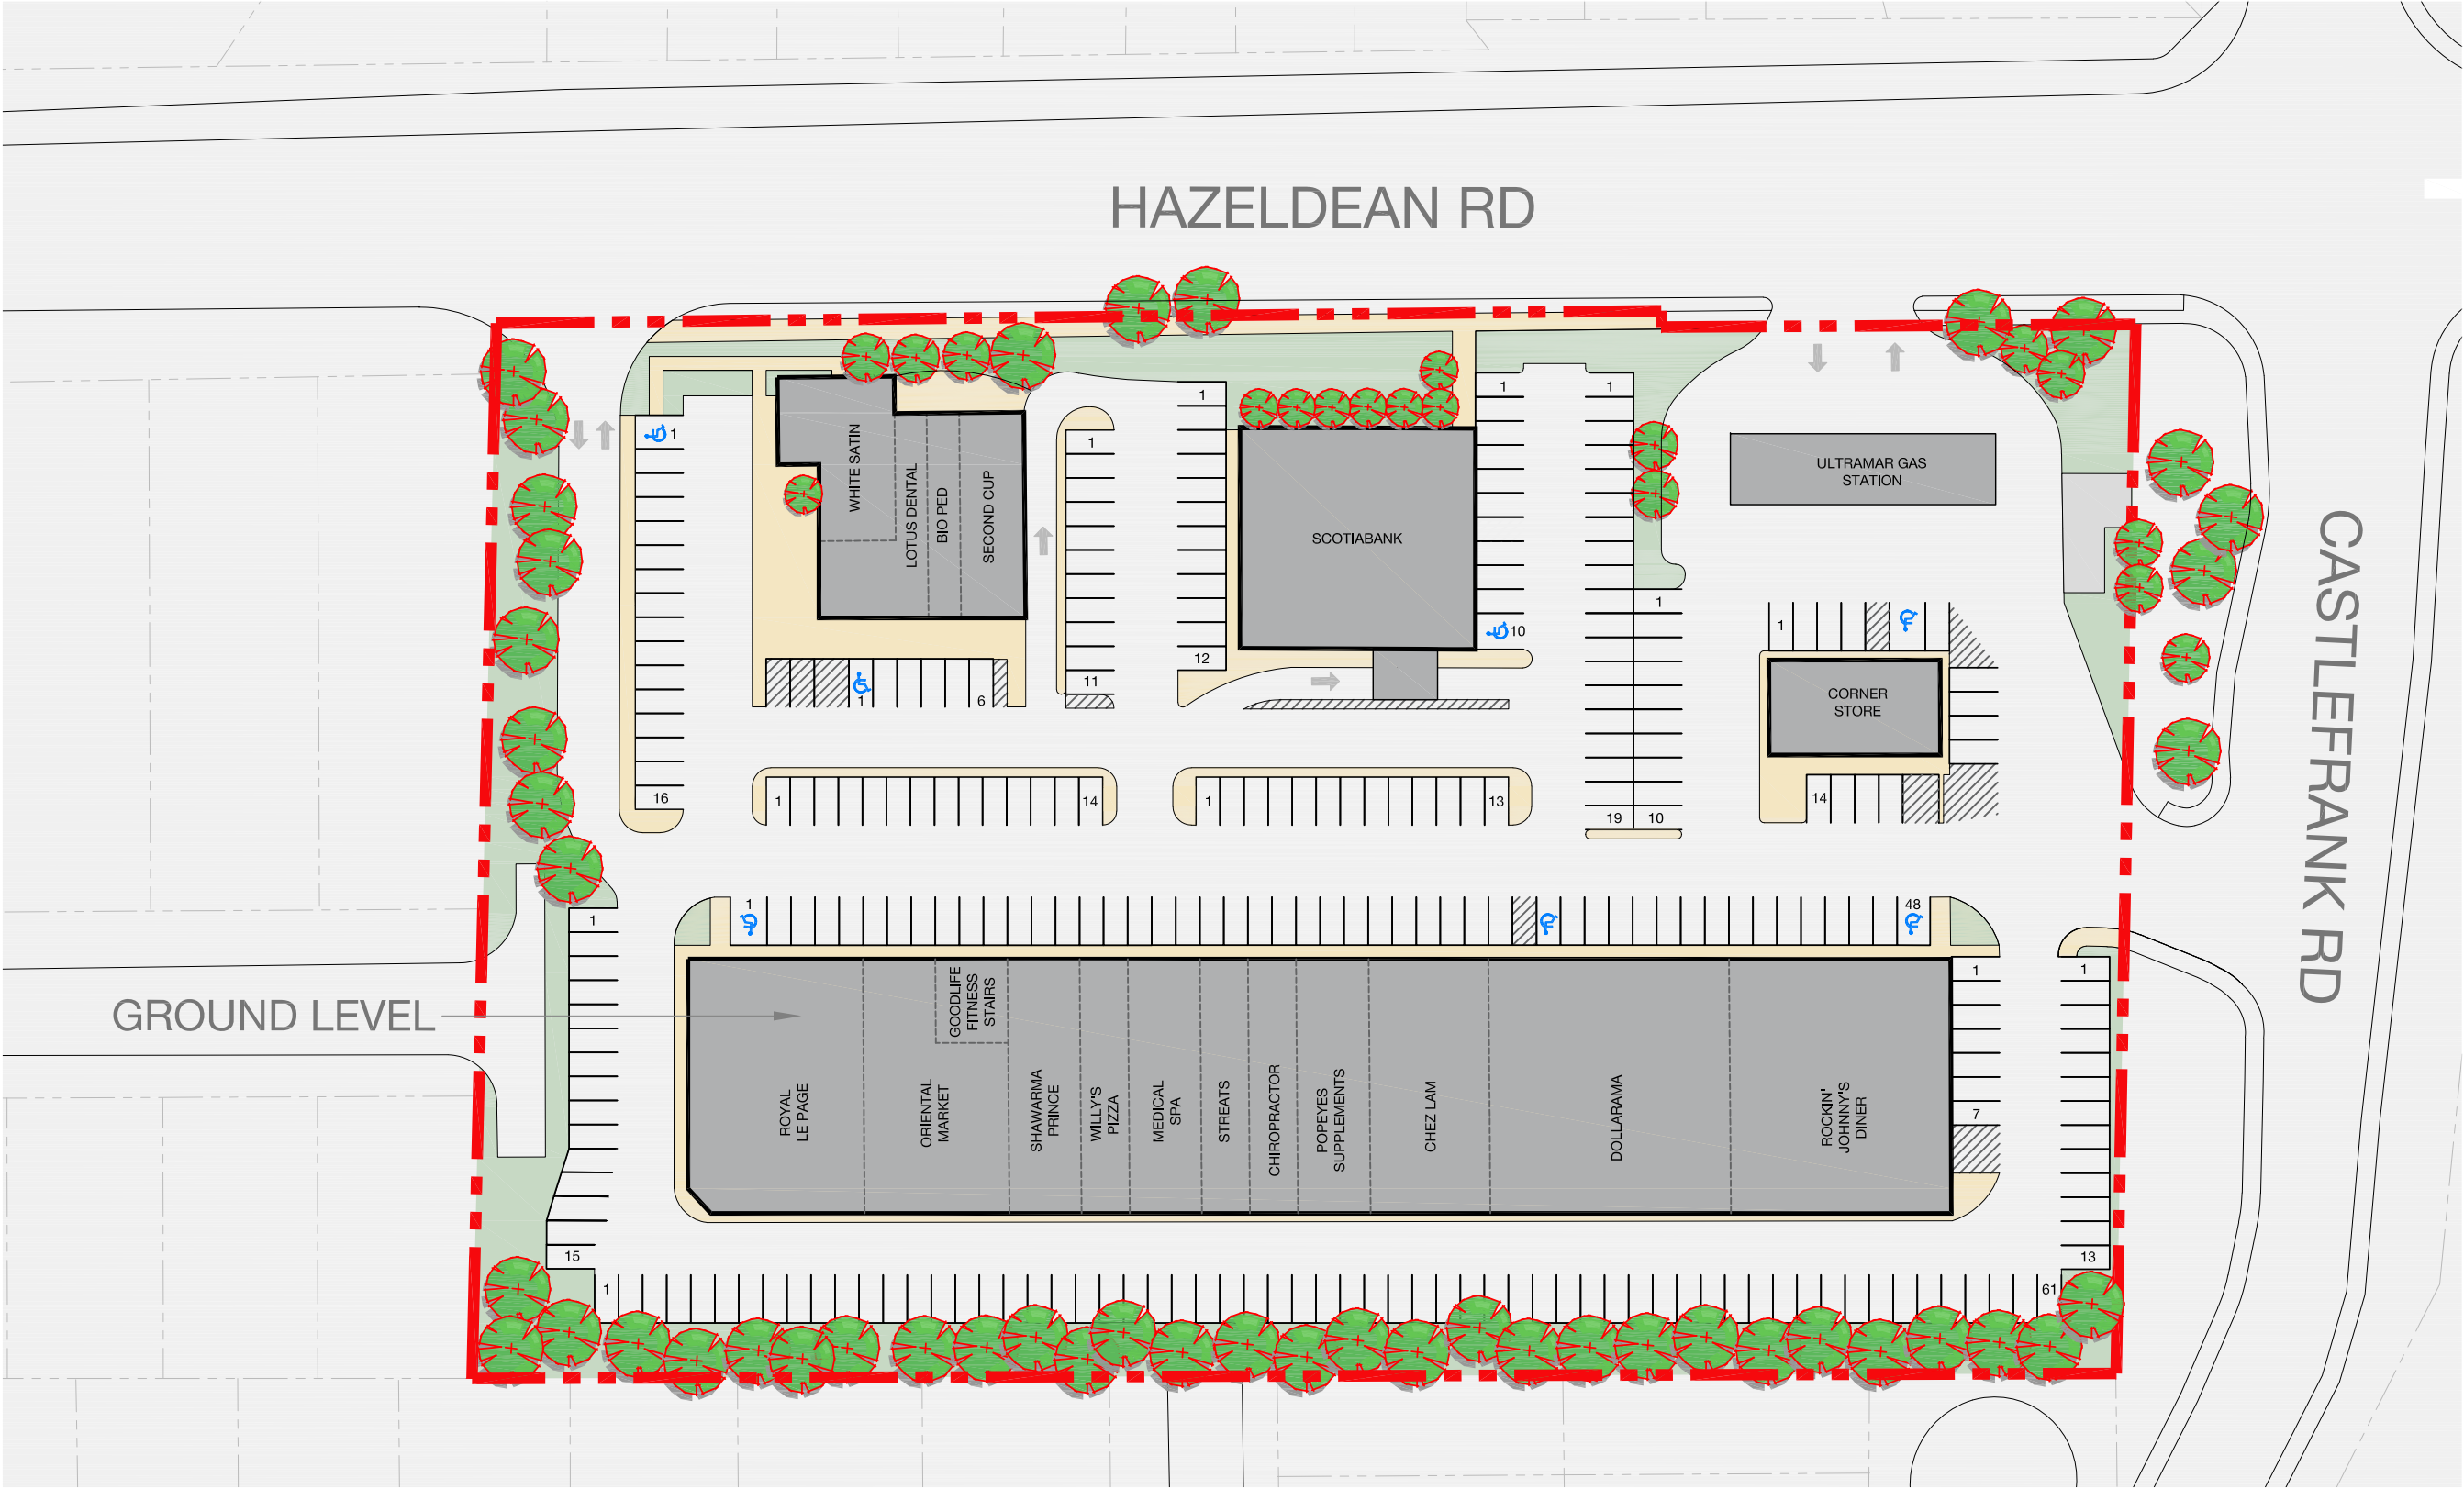 HAZELDEAN RD
CASTLEFRANK RD
1
WHITE SATIN
LOTUS DENTAL
BIO PED
SECOND CUP
1
6
16
1
11
1
12
SCOTIABANK
1
10
1
19
1
10
ULTRAMAR GAS
STATION
1
CORNER
STORE
14
1
14
1
13
1
48
GROUND LEVEL
1
15
ROYAL
LE PAGE
ORIENTAL
MARKET
GOODLIFE
FITNESS
STAIRS
SHAWARMA
PRINCE
WILLY'S
PIZZA
MEDICAL
SPA
STREATS
CHIROPRACTOR
POPEYES
SUPPLEMENTS
CHEZ LAM
DOLLARAMA
ROCKIN'
JOHNNY'S
DINER
1
7
1
13
1
61